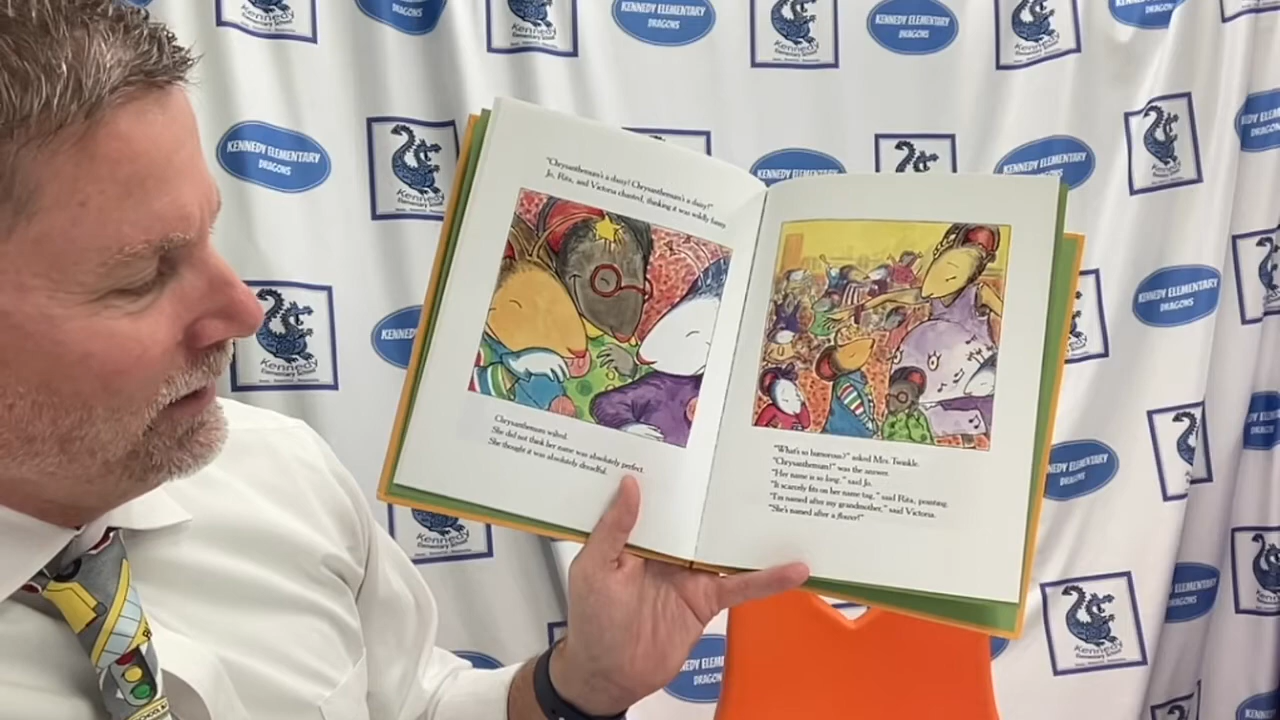 KENNEDY ELEMENTARY
DRAGONS
Kennedy
Elementary School
"Chrysanthemum's a daisy! Chrysanthemum's a daisy!"
Jo, Rita, and Victoria chanted, thinking it was wildly funny.
Chrysanthemum wilted.
She did not think her name was absolutely perfect.
She thought it was absolutely dreadful.
"What's so humorous?" asked Mrs. Twinkle.
"Chrysanthemum!" was the answer.
"Her name is so long," said Jo.
"It scarcely fits on her name tag," said Rita, pointing.
"I'm named after my grandmother," said Victoria.
"She's named after a flower!"